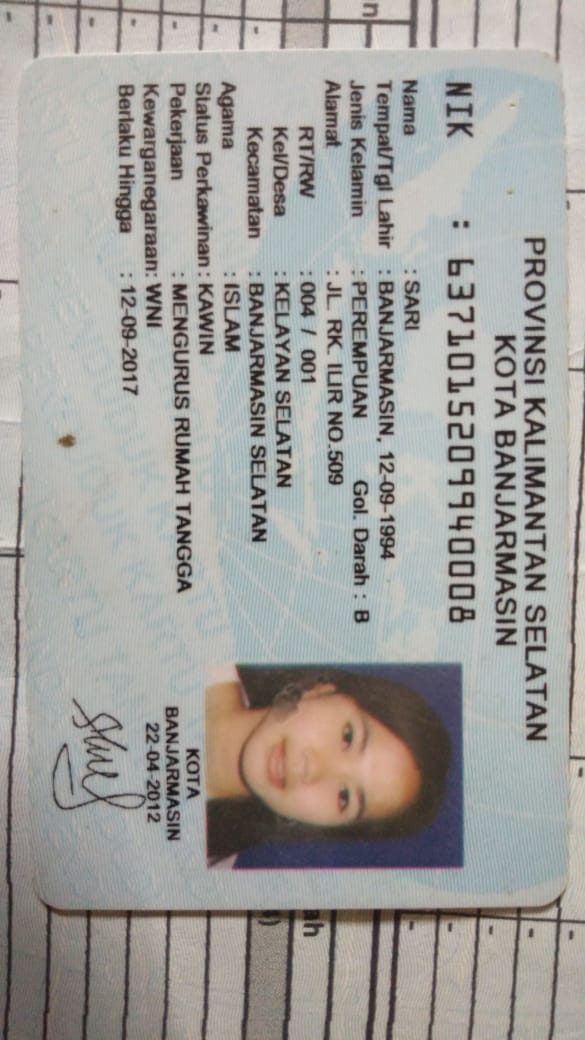 PROVINSI KALIMANTAN SELATAN
KOTA BANJARMASIN
NIK : 6371015209940008
Nama : SARI
Tempat/Tgl Lahir : BANJARMASIN, 12-09-1994
Jenis Kelamin : PEREMPUAN Gol. Darah : B
Alamat : JL. RK. ILIR NO.509
RT/RW : 004 / 001
Kel/Desa : KELAYAN SELATAN
Kecamatan : BANJARMASIN SELATAN
Agama : ISLAM
Status Perkawinan : KAWIN
Pekerjaan : MENGURUS RUMAH TANGGA
Kewarganegaraan: WNI
Berlaku Hingga : 12-09-2017
KOTA
BANJARMASIN
22-04-2012